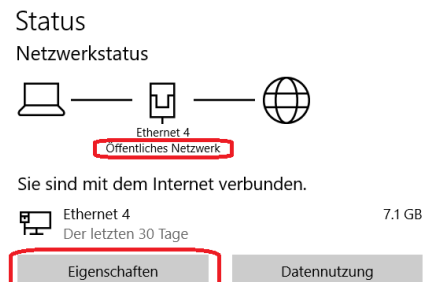 Status
Netzwerkstatus
Ethernet 4
Öffentliches Netzwerk
Sie sind mit dem Internet verbunden.
Ethernet 4 7.1 GB
Der letzten 30 Tage
Eigenschaften Datennutzung